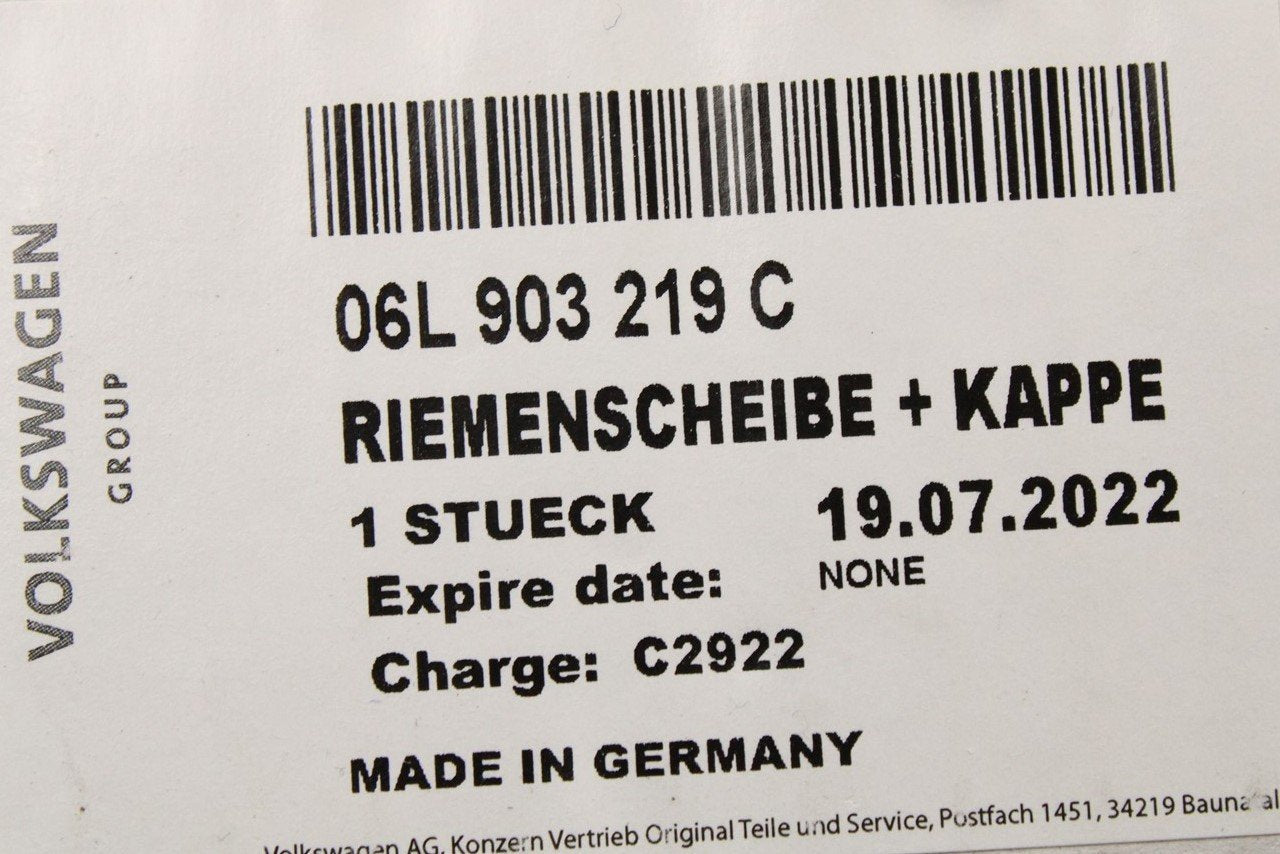 VOLKSWAGEN
GROUP
06L 903 219 C
RIEMENSCHEIBE + KAPPE
1 STUECK 19.07.2022
Expire date: NONE
Charge: C2922
MADE IN GERMANY
Volkswagen AG, Konzern Vertrieb Original Teile und Service, Postfach 1451, 34219